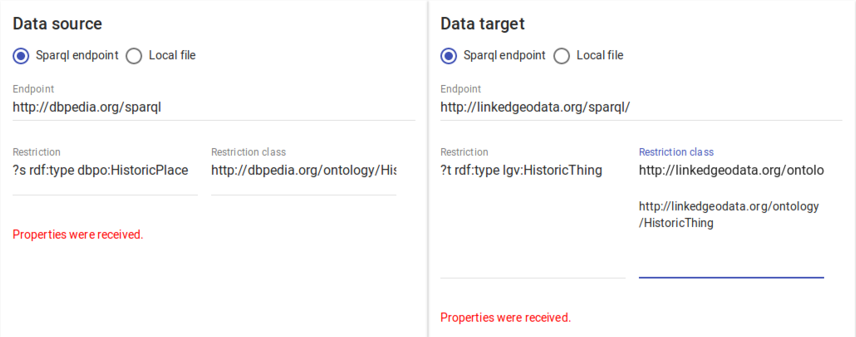 Data source
Sparql endpoint
Local file
Endpoint
http://dbpedia.org/sparql
Restriction
Restriction class
?s rdf:type dbpo:HistoricPlace
http://dbpedia.org/ontology/His
Properties were received.
Data target
Sparql endpoint
Local file
Endpoint
http://linkedgeodata.org/sparql/
Restriction
Restriction class
?t rdf:type lgv:HistoricThing
http://linkedgeodata.org/ontolo
http://linkedgeodata.org/ontology
/HistoricThing
Properties were received.